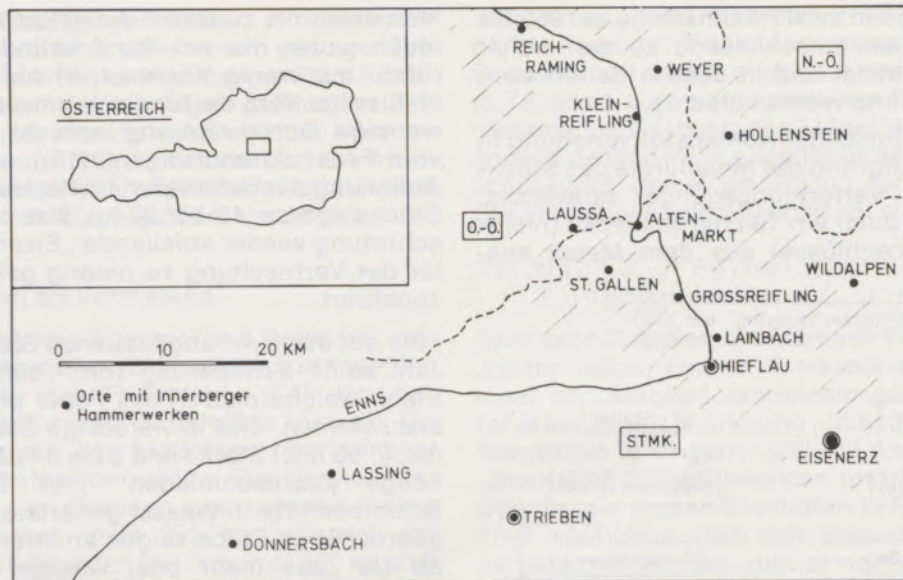 ÖSTERREICH
REICH-
RAMING
WEYER
N.-Ö.
KLEIN-
REIFLING
HOLLENSTEIN
O.-Ö.
LAUSSA
ALTEN-
MARKT
ST. GALLEN
WILDALPEN
GROSSREIFLING
LAINBACH
HIEFLAU
0 10 20 KM
Orte mit Innerberger
Hammerwerken
ENNS
STMK.
EISENERZ
LASSING
TRIEBEN
DONNERSBACH